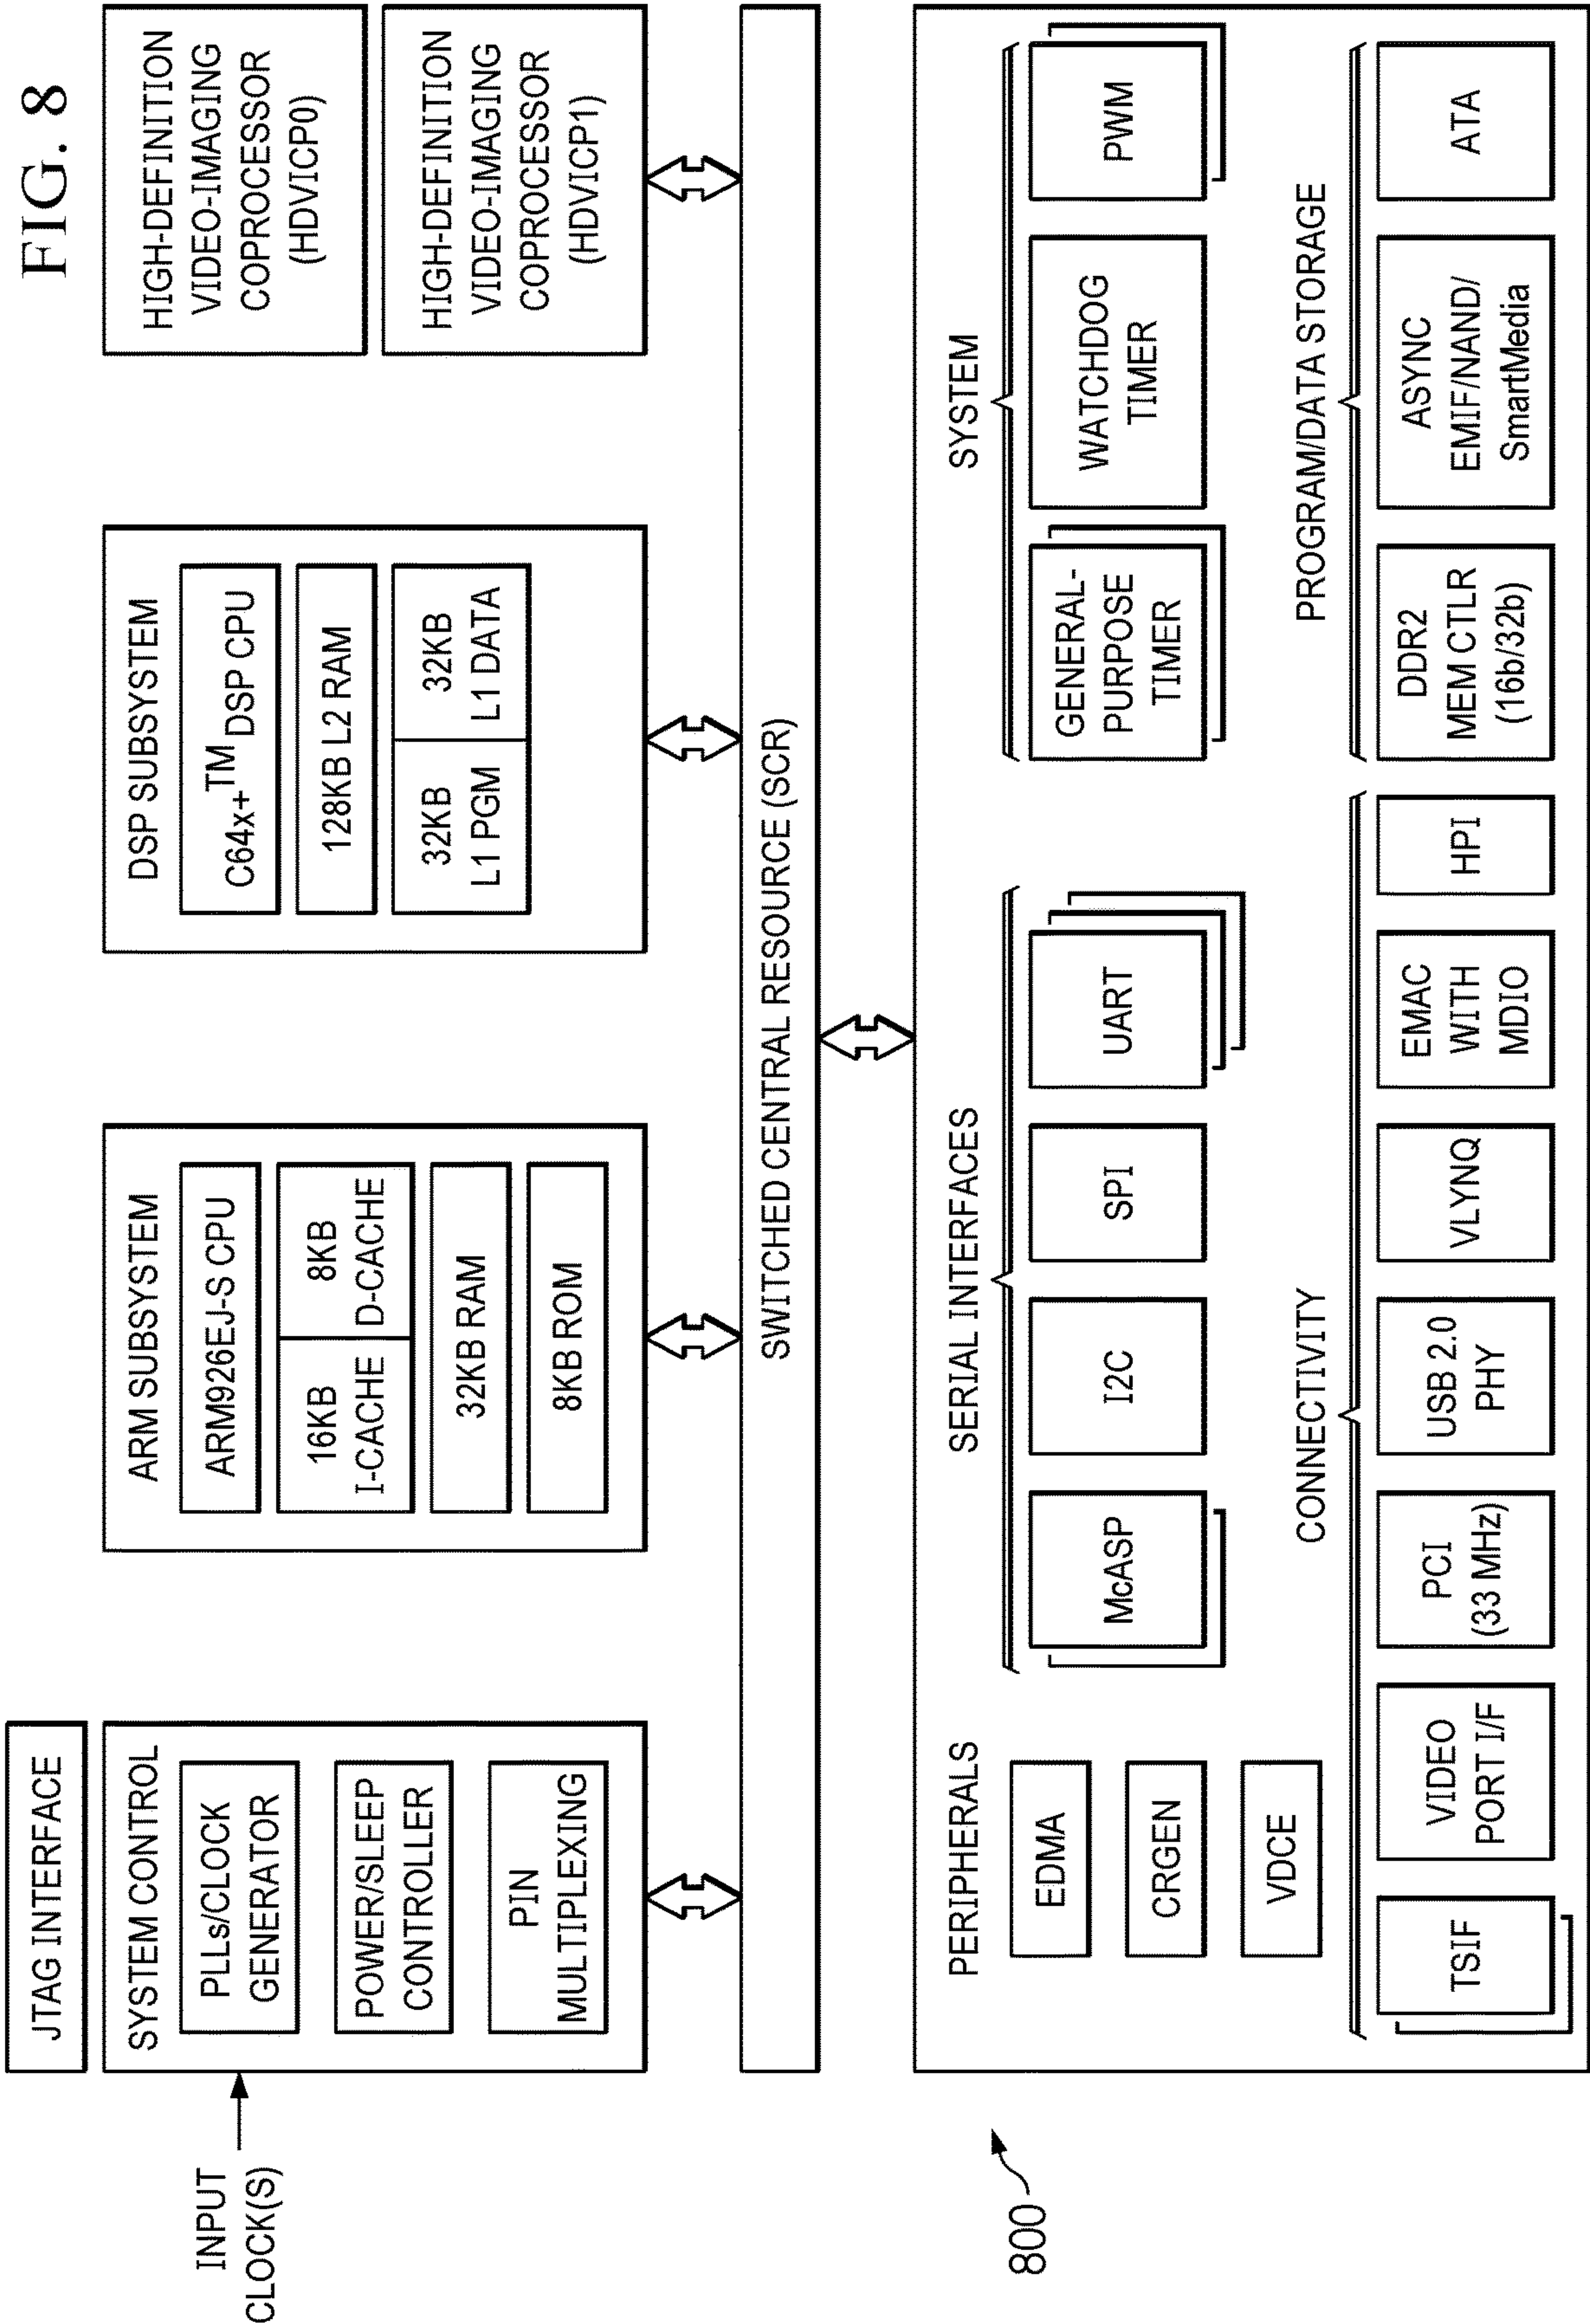 FIG. 8
JTAG INTERFACE
INPUT
CLOCK(S)
SYSTEM CONTROL
PLLs/CLOCK
GENERATOR
POWER/SLEEP
CONTROLLER
PIN
MULTIPLEXING
ARM SUBSYSTEM
ARM926EJ-S CPU
16KB
I-CACHE
8KB
D-CACHE
32KB RAM
8KB ROM
DSP SUBSYSTEM
C64x+TM DSP CPU
128KB L2 RAM
32KB
L1 PGM
32KB
L1 DATA
HIGH-DEFINITION
VIDEO-IMAGING
COPROCESSOR
(HDVICP0)
HIGH-DEFINITION
VIDEO-IMAGING
COPROCESSOR
(HDVICP1)
SWITCHED CENTRAL RESOURCE (SCR)
800
PERIPHERALS
EDMA
CRGEN
VDCE
SERIAL INTERFACES
McASP
I2C
SPI
UART
SYSTEM
GENERAL-
PURPOSE
TIMER
WATCHDOG
TIMER
PWM
CONNECTIVITY
TSIF
VIDEO
PORT I/F
PCI
(33 MHz)
USB 2.0
PHY
VLYNQ
EMAC
WITH
MDIO
HPI
PROGRAM/DATA STORAGE
DDR2
MEM CTLR
(16b/32b)
ASYNC
EMIF/NAND/
SmartMedia
ATA